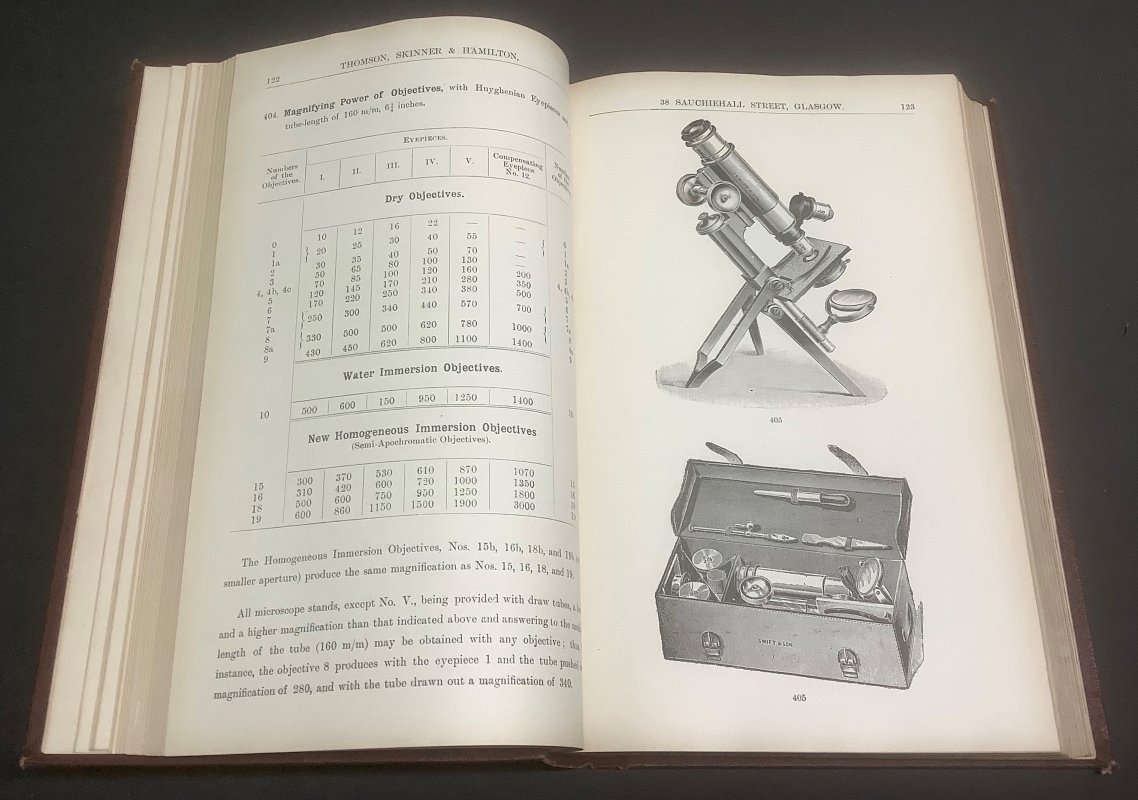 122
THOMSON, SKINNER & HAMILTON,
404. Magnifying Power of Objectives, with Huyghenian Eyepieces and
tube-length of 160 m/m, 6¼ inches.
Numbers of the Objectives.
EYEPIECES.
I. II. III. IV. V. Compensating Eyepiece No. 12.
Dry Objectives.
0 10 12 16 22 — —
1 1a 20 25 30 40 55 —
2 30 35 40 50 70 —
3 50 65 80 100 130 —
4, 4b, 4c 70 85 100 120 160 200
5 120 145 170 210 280 350
6 170 220 250 310 380 500
7 7a 250 300 340 440 570 700
8 8a 330 500 500 620 780 1000
9 430 450 620 800 1100 1400
Water Immersion Objectives.
10 500 600 150 950 1250 1400 10
New Homogeneous Immersion Objectives
(Semi-Apochromatic Objectives).
15 300 370 530 610 870 1070 15
16 310 420 600 720 1000 1350 16
18 500 600 750 950 1250 1800 18
19 600 860 1150 1500 1900 3000
The Homogeneous Immersion Objectives, Nos. 15b, 16b, 18b, and 19b
smaller aperture) produce the same magnification as Nos. 15, 16, 18, and 19.
All microscope stands, except No. V., being provided with draw tubes, a
and a higher magnification than that indicated above and answering to the
length of the tube (160 m/m) may be obtained with any objective;
instance, the objective 8 produces with the eyepiece 1 and the tube pushed
magnification of 280, and with the tube drawn out a magnification of 340.
38 SAUCHIEHALL STREET, GLASGOW. 123
405
SWIFT & SON
405